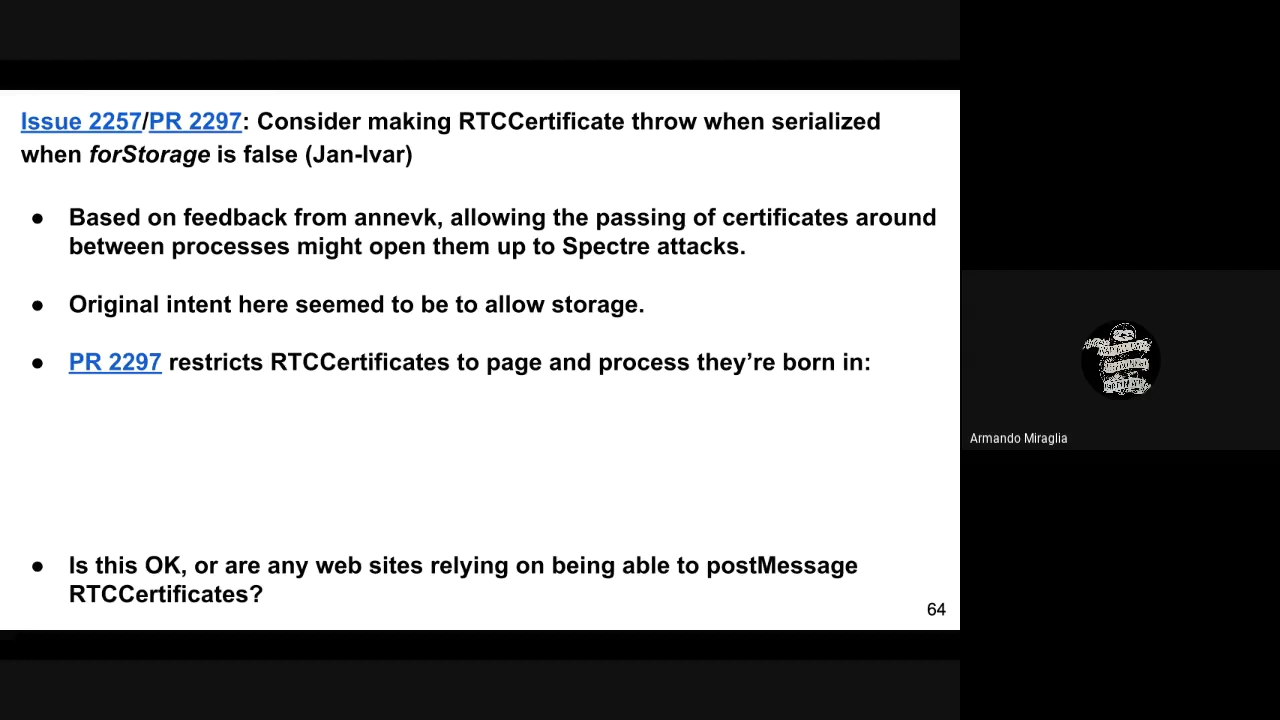 Issue 2257/PR 2297: Consider making RTCCertificate throw when serialized
when forStorage is false (Jan-Ivar)
● Based on feedback from annevk, allowing the passing of certificates around
between processes might open them up to Spectre attacks.
● Original intent here seemed to be to allow storage.
● PR 2297 restricts RTCCertificates to page and process they’re born in:
● Is this OK, or are any web sites relying on being able to postMessage
RTCCertificates?
64
Armando Miraglia